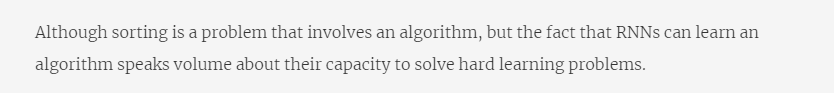 Although sorting is a problem that involves an algorithm, but the fact that RNNs can learn an
algorithm speaks volume about their capacity to solve hard learning problems.